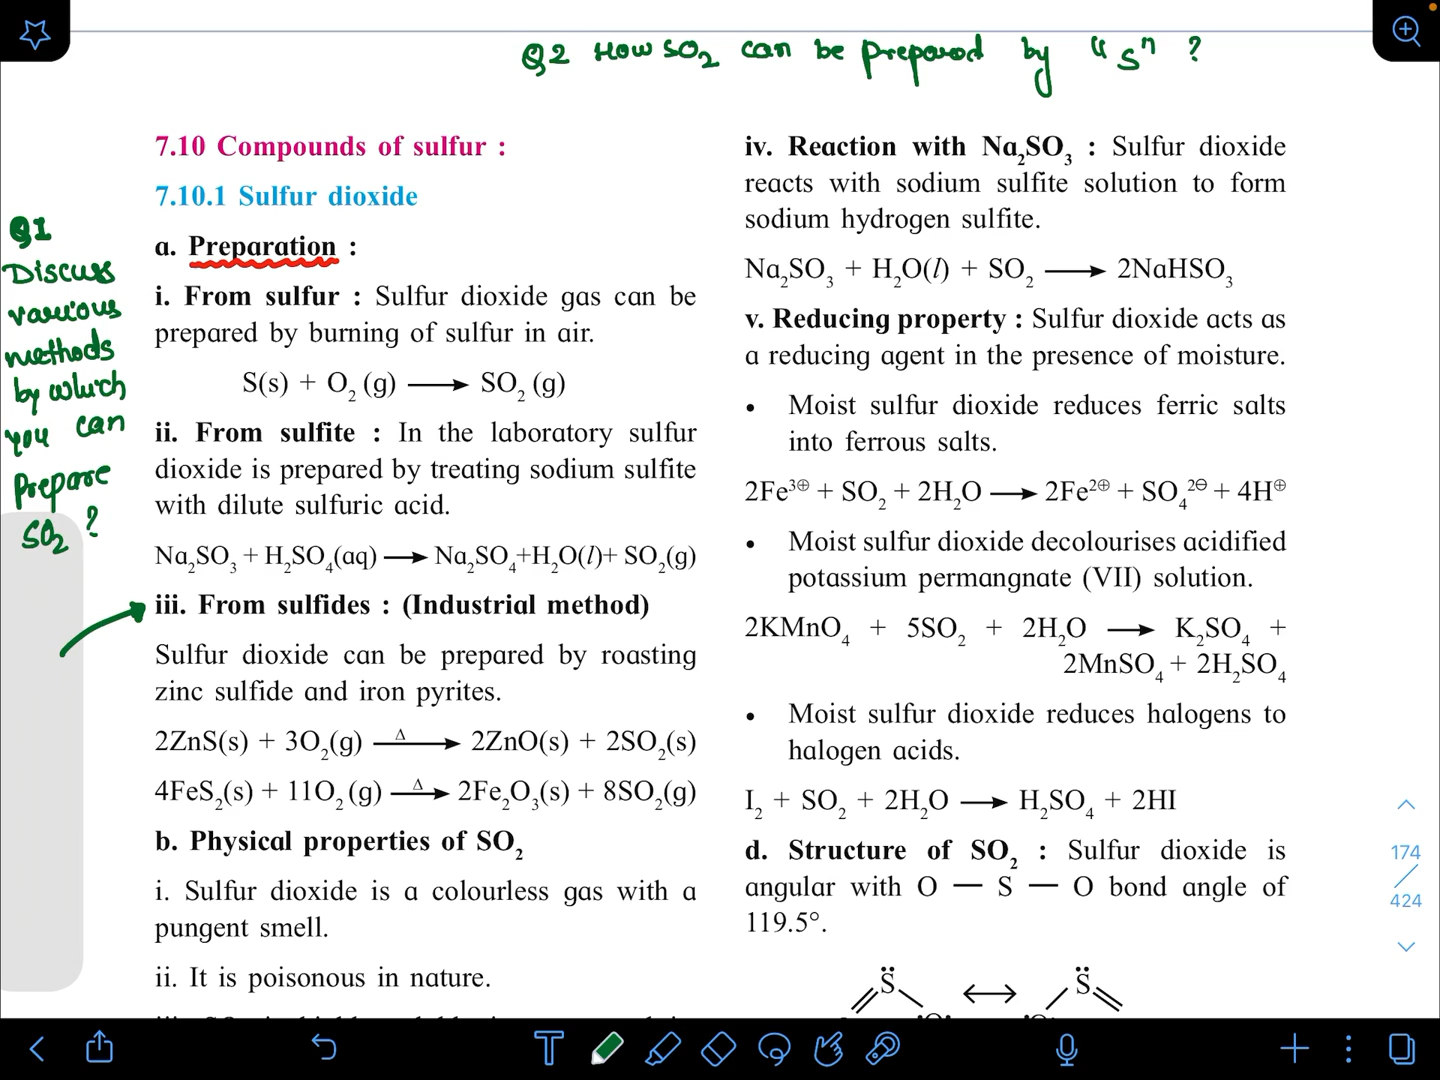 Q2 How SO₂ can be prepared by "S" ?
Q1
Discuss
various
methods
by which
you can
Prepare
SO₂ ?
7.10 Compounds of sulfur :
7.10.1 Sulfur dioxide
a. Preparation :
i. From sulfur : Sulfur dioxide gas can be
prepared by burning of sulfur in air.
S(s) + O₂ (g) ⟶ SO₂ (g)
ii. From sulfite : In the laboratory sulfur
dioxide is prepared by treating sodium sulfite
with dilute sulfuric acid.
Na₂SO₃ + H₂SO₄(aq) ⟶ Na₂SO₄+H₂O(l)+ SO₂(g)
iii. From sulfides : (Industrial method)
Sulfur dioxide can be prepared by roasting
zinc sulfide and iron pyrites.
2ZnS(s) + 3O₂(g) —Δ⟶ 2ZnO(s) + 2SO₂(s)
4FeS₂(s) + 11O₂ (g) —Δ⟶ 2Fe₂O₃(s) + 8SO₂(g)
b. Physical properties of SO₂
i. Sulfur dioxide is a colourless gas with a
pungent smell.
ii. It is poisonous in nature.
iv. Reaction with Na₂SO₃ : Sulfur dioxide
reacts with sodium sulfite solution to form
sodium hydrogen sulfite.
Na₂SO₃ + H₂O(l) + SO₂ ⟶ 2NaHSO₃
v. Reducing property : Sulfur dioxide acts as
a reducing agent in the presence of moisture.
• Moist sulfur dioxide reduces ferric salts
into ferrous salts.
2Fe³⊕ + SO₂ + 2H₂O ⟶ 2Fe²⊕ + SO₄²⊖ + 4H⊕
• Moist sulfur dioxide decolourises acidified
potassium permangnate (VII) solution.
2KMnO₄ + 5SO₂ + 2H₂O ⟶ K₂SO₄ +
2MnSO₄ + 2H₂SO₄
• Moist sulfur dioxide reduces halogens to
halogen acids.
I₂ + SO₂ + 2H₂O ⟶ H₂SO₄ + 2HI
d. Structure of SO₂ : Sulfur dioxide is
angular with O — S — O bond angle of
119.5°.
S̈ ⟷ S̈
174
424